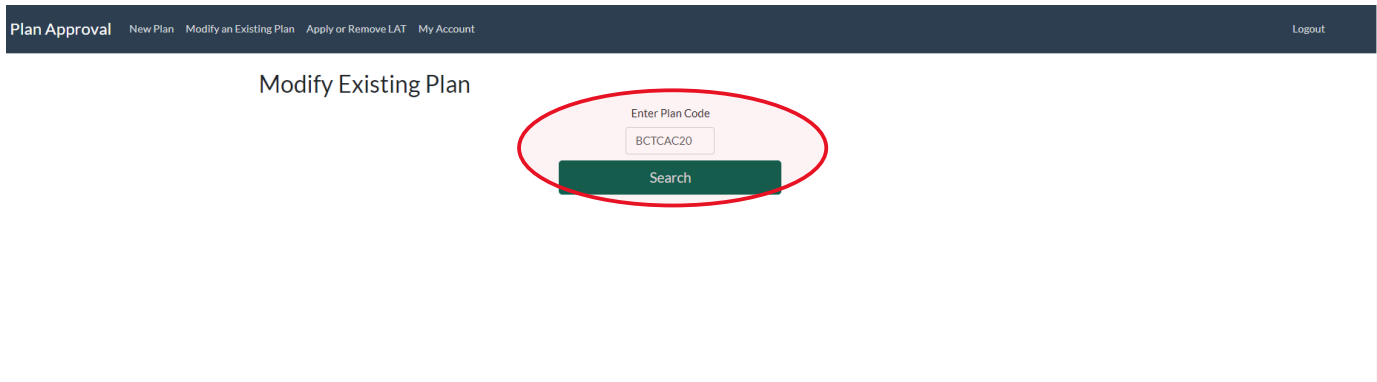 Plan Approval New Plan Modify an Existing Plan Apply or Remove LAT My Account Logout
Modify Existing Plan
Enter Plan Code
BCTCAC20
Search